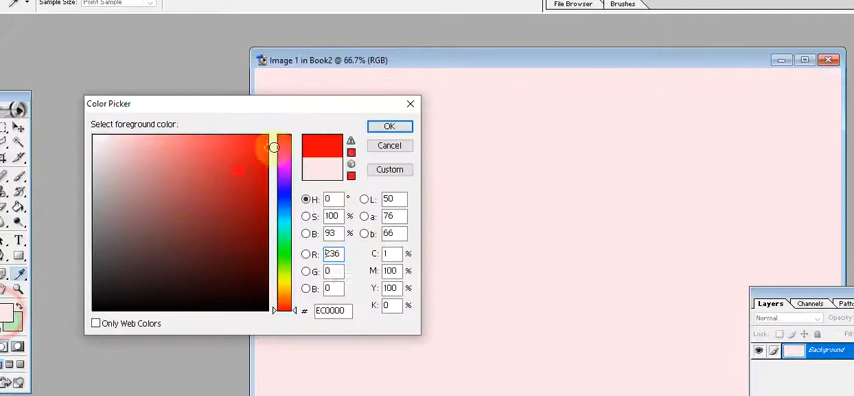 Sample Size: Point Sample
File Browser Brushes
Image 1 in Book2 @ 66.7% (RGB)
Color Picker
Select foreground color:
OK
Cancel
Custom
H: 0 ° L: 50
S: 100 % a: 76
B: 93 % b: 66
R: 236 C: 1 %
G: 0 M: 100 %
B: 0 Y: 100 %
# EC0000 K: 0 %
Only Web Colors
Layers Channels Paths
Normal Opacity:
Lock: Fill:
Background